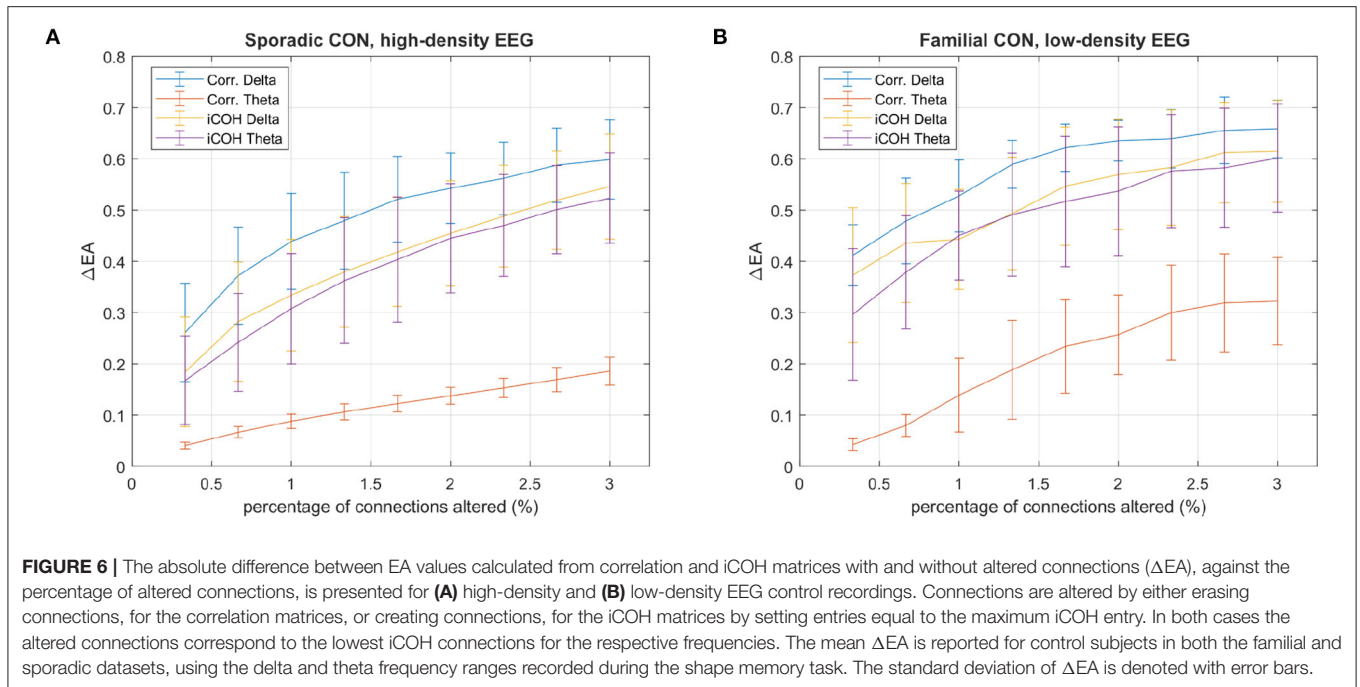 A
Sporadic CON, high-density EEG
Corr. Delta
Corr. Theta
iCOH Delta
iCOH Theta
0.8
0.7
0.6
0.5
0.4
0.3
0.2
0.1
0
ΔEA
0.5 1 1.5 2 2.5 3
percentage of connections altered (%)
B
Familial CON, low-density EEG
Corr. Delta
Corr. Theta
iCOH Delta
iCOH Theta
0.8
0.7
0.6
0.5
0.4
0.3
0.2
0.1
0
ΔEA
0 0.5 1 1.5 2 2.5 3
percentage of connections altered (%)
FIGURE 6 | The absolute difference between EA values calculated from correlation and iCOH matrices with and without altered connections (ΔEA), against the
percentage of altered connections, is presented for (A) high-density and (B) low-density EEG control recordings. Connections are altered by either erasing
connections, for the correlation matrices, or creating connections, for the iCOH matrices by setting entries equal to the maximum iCOH entry. In both cases the
altered connections correspond to the lowest iCOH connections for the respective frequencies. The mean ΔEA is reported for control subjects in both the familial and
sporadic datasets, using the delta and theta frequency ranges recorded during the shape memory task. The standard deviation of ΔEA is denoted with error bars.